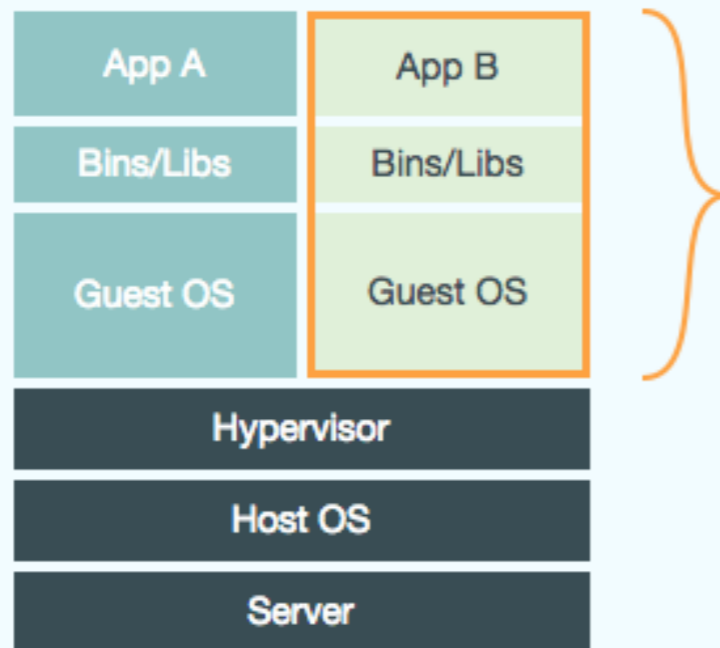 App A
App B
Bins/Libs
Bins/Libs
Guest OS
Guest OS
Hypervisor
Host OS
Server